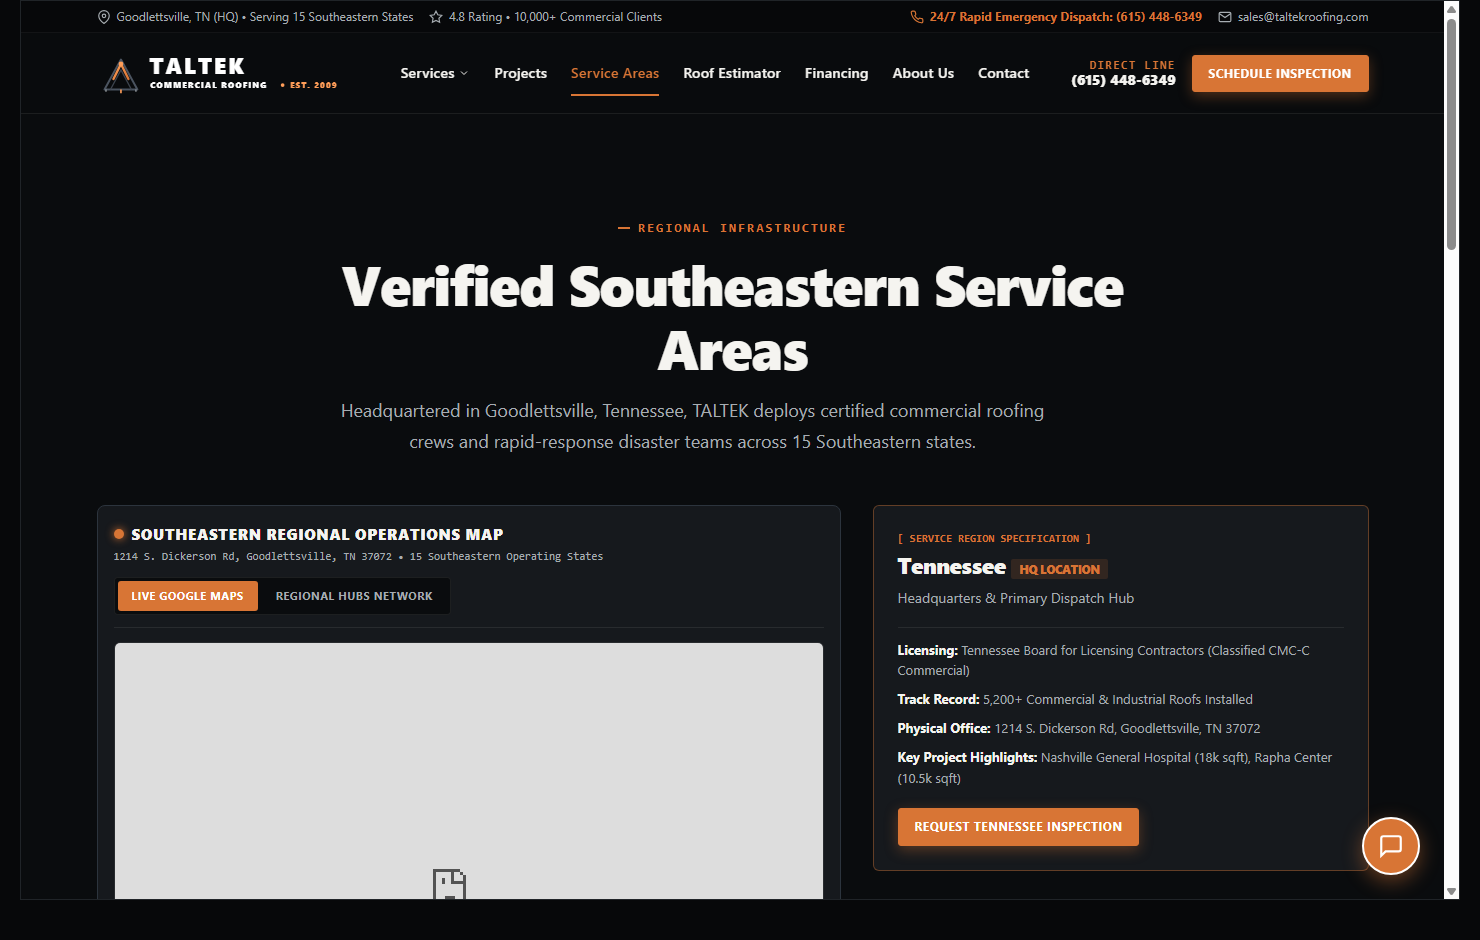 Goodlettsville, TN (HQ) • Serving 15 Southeastern States
4.8 Rating • 10,000+ Commercial Clients
24/7 Rapid Emergency Dispatch: (615) 448-6349
sales@taltekroofing.com
TALTEK
COMMERCIAL ROOFING • EST. 2009
Services
Projects
Service Areas
Roof Estimator
Financing
About Us
Contact
DIRECT LINE
(615) 448-6349
SCHEDULE INSPECTION
REGIONAL INFRASTRUCTURE
Verified Southeastern Service
Areas
Headquartered in Goodlettsville, Tennessee, TALTEK deploys certified commercial roofing
crews and rapid-response disaster teams across 15 Southeastern states.
SOUTHEASTERN REGIONAL OPERATIONS MAP
1214 S. Dickerson Rd, Goodlettsville, TN 37072 • 15 Southeastern Operating States
LIVE GOOGLE MAPS
REGIONAL HUBS NETWORK
[ SERVICE REGION SPECIFICATION ]
Tennessee HQ LOCATION
Headquarters & Primary Dispatch Hub
Licensing: Tennessee Board for Licensing Contractors (Classified CMC-C
Commercial)
Track Record: 5,200+ Commercial & Industrial Roofs Installed
Physical Office: 1214 S. Dickerson Rd, Goodlettsville, TN 37072
Key Project Highlights: Nashville General Hospital (18k sqft), Rapha Center
(10.5k sqft)
REQUEST TENNESSEE INSPECTION